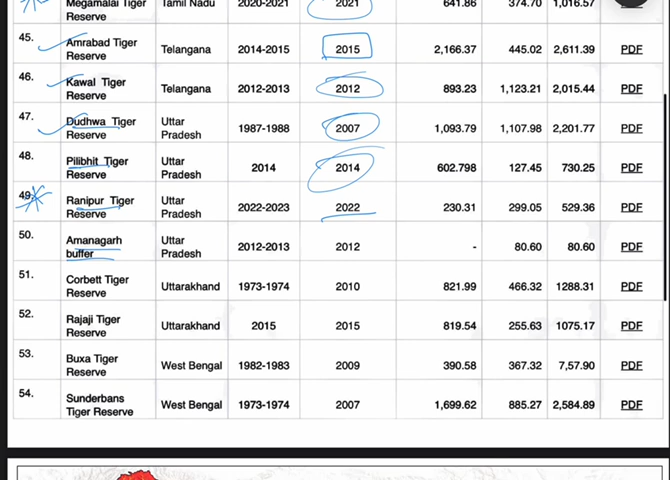 Megamalai Tiger Reserve Tamil Nadu 2020-2021 2021 641.86 374.70 1,016.57
45. Amrabad Tiger Reserve Telangana 2014-2015 2015 2,166.37 445.02 2,611.39 PDF
46. Kawal Tiger Reserve Telangana 2012-2013 2012 893.23 1,123.21 2,015.44 PDF
47. Dudhwa Tiger Reserve Uttar Pradesh 1987-1988 2007 1,093.79 1,107.98 2,201.77 PDF
48. Pilibhit Tiger Reserve Uttar Pradesh 2014 2014 602.798 127.45 730.25 PDF
49. Ranipur Tiger Reserve Uttar Pradesh 2022-2023 2022 230.31 299.05 529.36 PDF
50. Amanagarh buffer Uttar Pradesh 2012-2013 2012 - 80.60 80.60 PDF
51. Corbett Tiger Reserve Uttarakhand 1973-1974 2010 821.99 466.32 1288.31 PDF
52. Rajaji Tiger Reserve Uttarakhand 2015 2015 819.54 255.63 1075.17 PDF
53. Buxa Tiger Reserve West Bengal 1982-1983 2009 390.58 367.32 7,57.90 PDF
54. Sunderbans Tiger Reserve West Bengal 1973-1974 2007 1,699.62 885.27 2,584.89 PDF